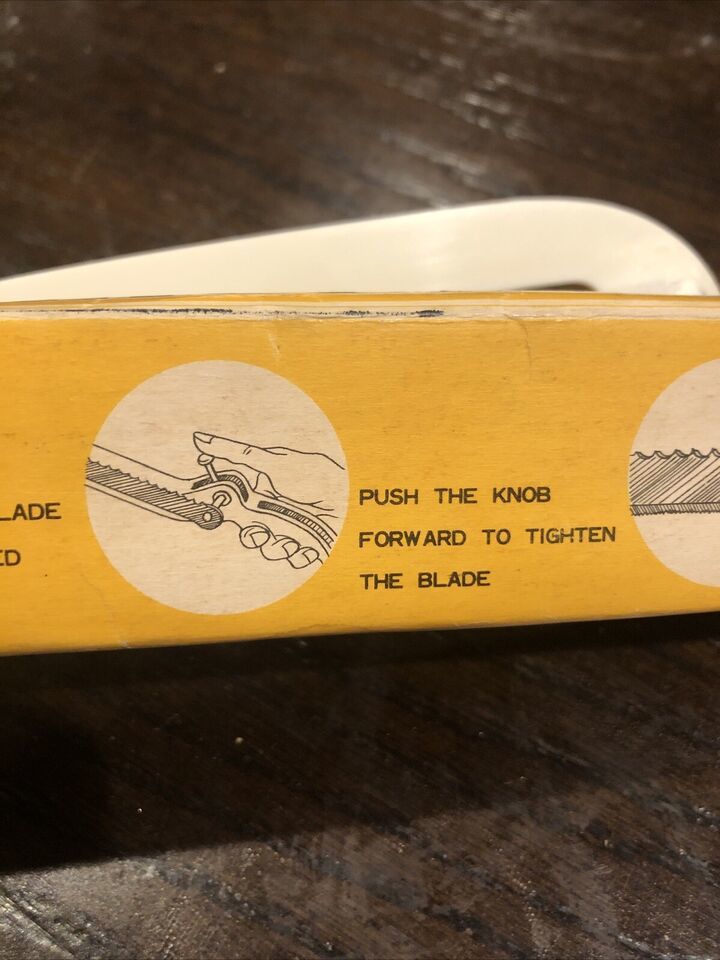 PUSH THE KNOB
FORWARD TO TIGHTEN
THE BLADE